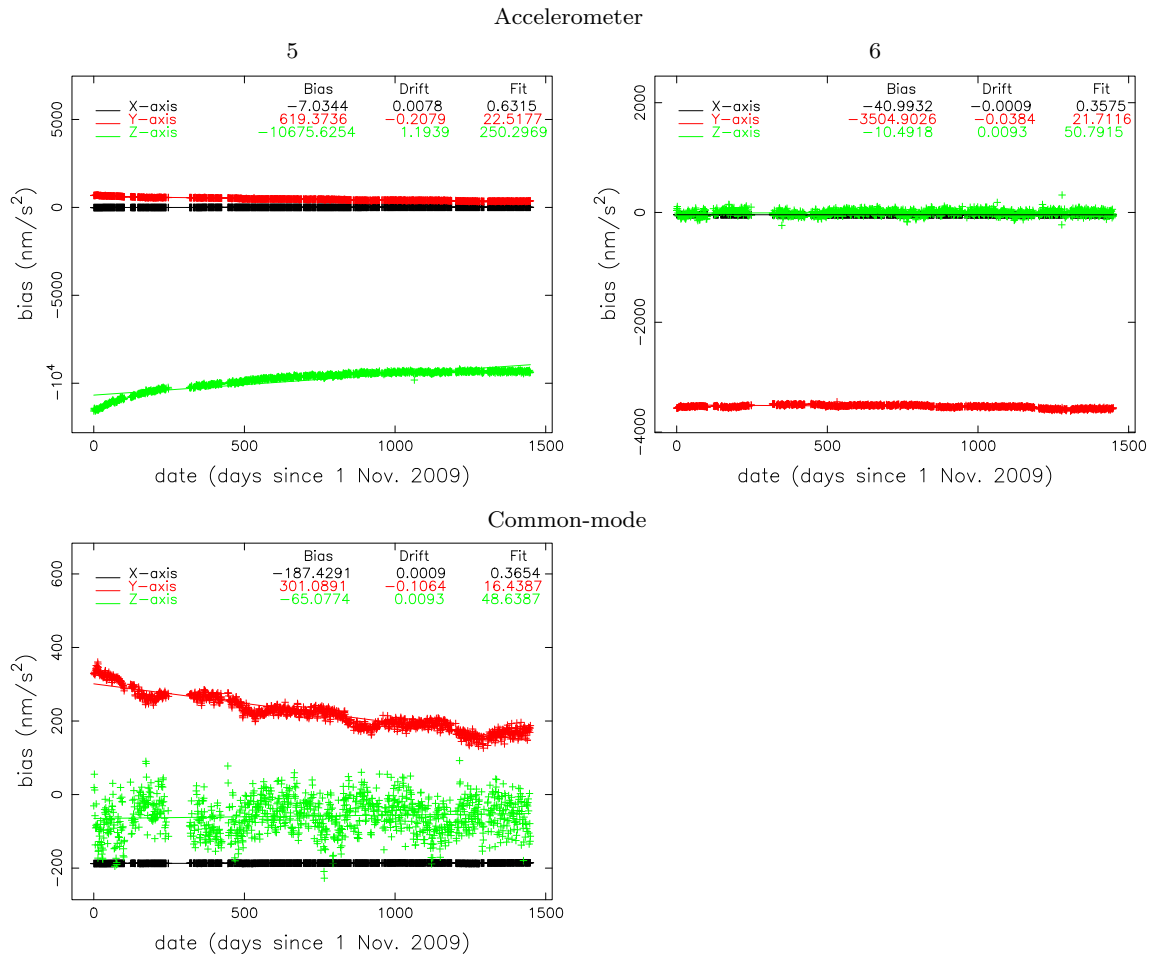 Accelerometer
5
6
Bias Drift Fit
X-axis -7.0344 0.0078 0.6315
Y-axis 619.3736 -0.2079 22.5177
Z-axis -10675.6254 1.1939 250.2969
5000
0
-5000
-10⁴
bias (nm/s²)
0 500 1000 1500
date (days since 1 Nov. 2009)
Bias Drift Fit
X-axis -40.9932 -0.0009 0.3575
Y-axis -3504.9026 -0.0384 21.7116
Z-axis -10.4918 0.0093 50.7915
2000
0
-2000
-4000
bias (nm/s²)
0 500 1000 1500
date (days since 1 Nov. 2009)
Common-mode
Bias Drift Fit
X-axis -187.4291 0.0009 0.3654
Y-axis 301.0891 -0.1064 16.4387
Z-axis -65.0774 0.0093 48.6387
600
400
200
0
-200
bias (nm/s²)
0 500 1000 1500
date (days since 1 Nov. 2009)